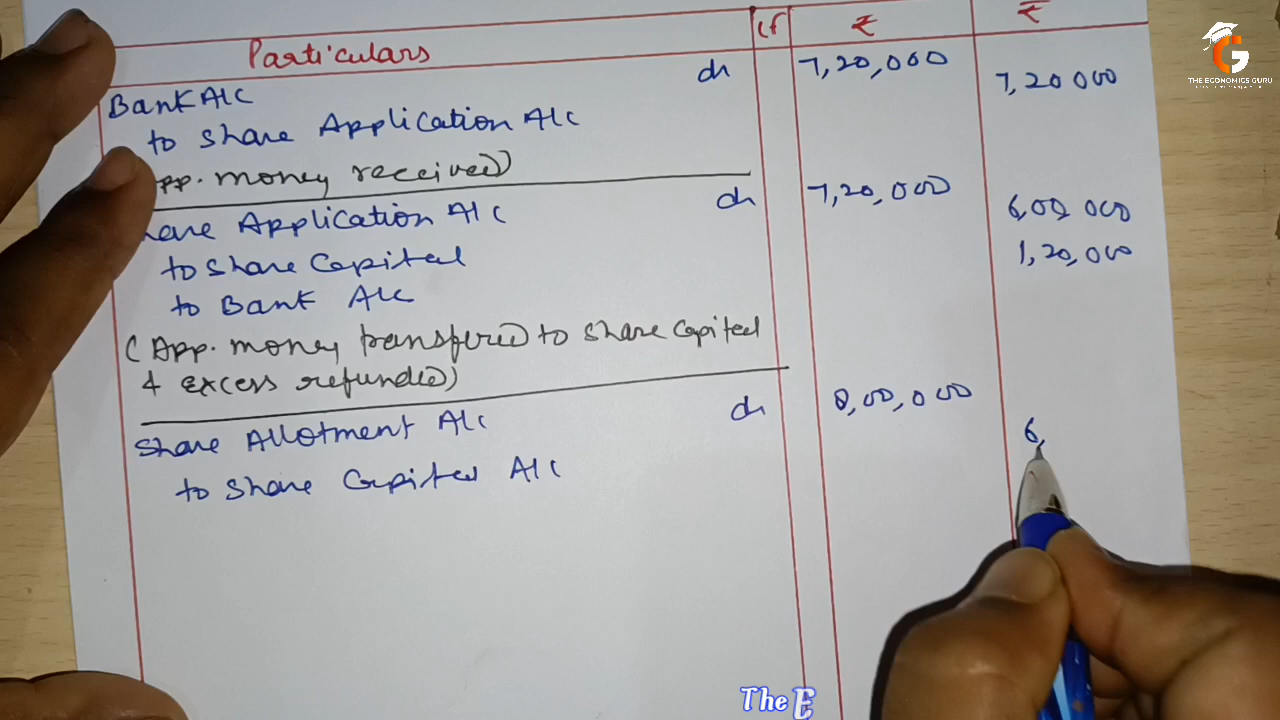 Particulars lf ₹ ₹
Bank A/c dr 7,20,000
to Share Application A/c 7,20 000
pp. money received)
hare Application A/c dr 7,20,000
to Share Capital 6,00,000
to Bank A/c 1,20,000
(App. money transferred to Share Capital
& excess refunded)
Share Allotment A/c dr 8,00,000
to Share Capital A/c 6,
THE ECONOMICS GURU
The E